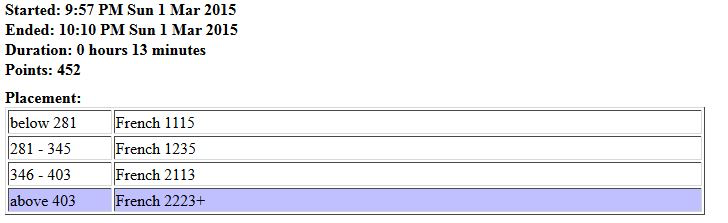 Started: 9:57 PM Sun 1 Mar 2015
Ended: 10:10 PM Sun 1 Mar 2015
Duration: 0 hours 13 minutes
Points: 452
Placement:
below 281 French 1115
281 - 345 French 1235
346 - 403 French 2113
above 403 French 2223+